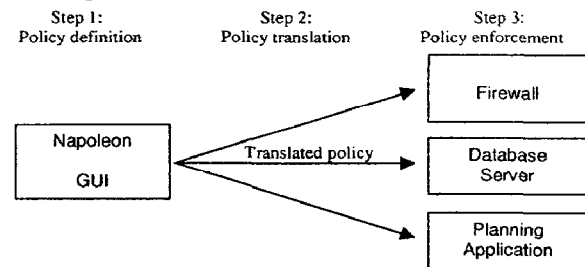 Step 1:
Policy definition
Step 2:
Policy translation
Step 3:
Policy enforcement
Napoleon
GUI
Translated policy
Firewall
Database
Server
Planning
Application